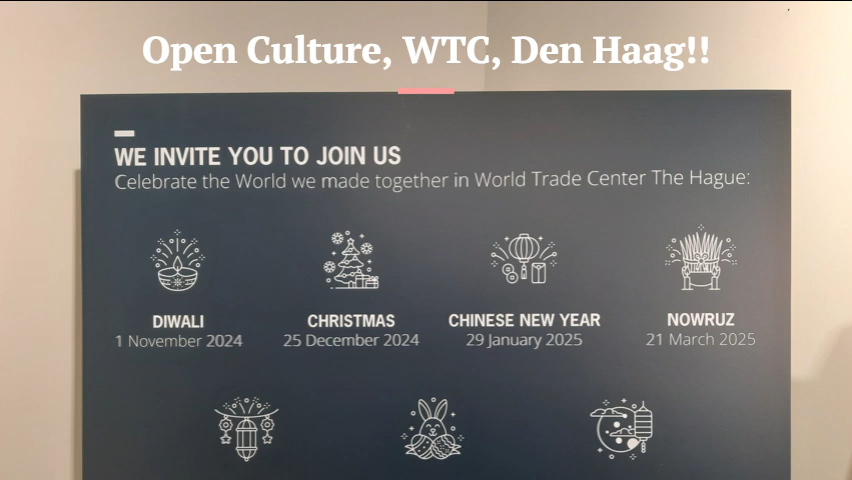 Open Culture, WTC, Den Haag!!
WE INVITE YOU TO JOIN US
Celebrate the World we made together in World Trade Center The Hague:
DIWALI
1 November 2024
CHRISTMAS
25 December 2024
CHINESE NEW YEAR
29 January 2025
NOWRUZ
21 March 2025